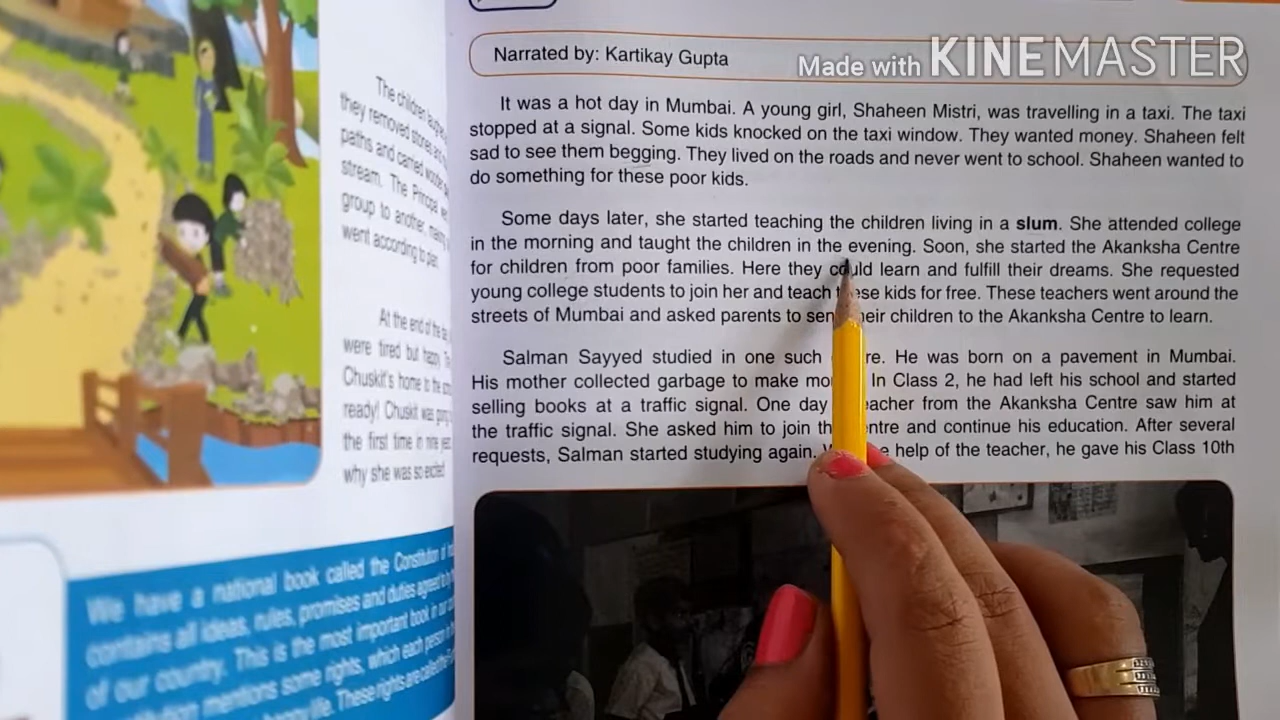 The children laughed
they removed stones and
paths and carried
stream. The Principal
group to another, making
went according to plan.
At the end of the
were tired but happy.
Chuskit's home to the
ready! Chuskit was going
the first time in nine
why she was so excited.
We have a national book called the Constitution of
contains all ideas, rules, promises and duties agreed to by
of our country. This is the most important book in our
mentions some rights, which each person in
happy life. These rights are called the
Narrated by: Kartikay Gupta
Made with KINEMASTER
It was a hot day in Mumbai. A young girl, Shaheen Mistri, was travelling in a taxi. The taxi
stopped at a signal. Some kids knocked on the taxi window. They wanted money. Shaheen felt
sad to see them begging. They lived on the roads and never went to school. Shaheen wanted to
do something for these poor kids.
Some days later, she started teaching the children living in a slum. She attended college
in the morning and taught the children in the evening. Soon, she started the Akanksha Centre
for children from poor families. Here they could learn and fulfill their dreams. She requested
young college students to join her and teach these kids for free. These teachers went around the
streets of Mumbai and asked parents to send their children to the Akanksha Centre to learn.
Salman Sayyed studied in one such He was born on a pavement in Mumbai.
His mother collected garbage to make In Class 2, he had left his school and started
selling books at a traffic signal. One day teacher from the Akanksha Centre saw him at
the traffic signal. She asked him to join the Centre and continue his education. After several
requests, Salman started studying again. help of the teacher, he gave his Class 10th